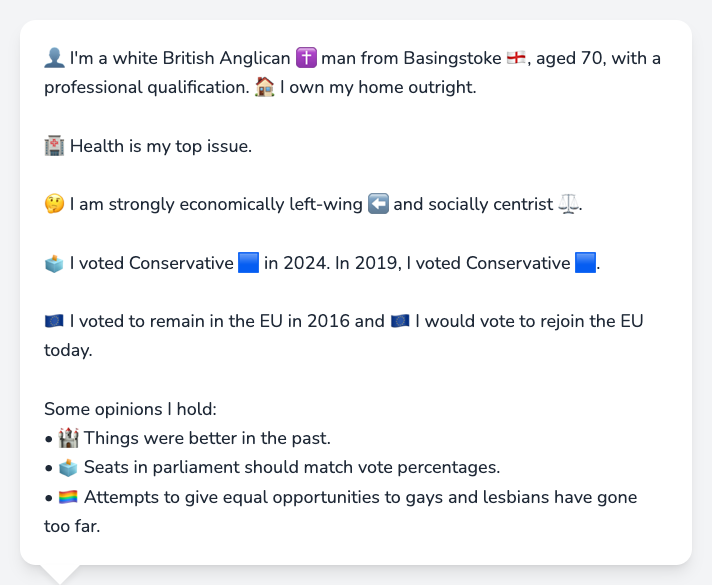 👤 I'm a white British Anglican ✝️ man from Basingstoke 🏴󠁧󠁢󠁥󠁮󠁧󠁿, aged 70, with a
professional qualification. 🏠 I own my home outright.
🏥 Health is my top issue.
🤔 I am strongly economically left-wing ⬅️ and socially centrist ⚖️.
🗳️ I voted Conservative 🟦 in 2024. In 2019, I voted Conservative 🟦.
🇪🇺 I voted to remain in the EU in 2016 and 🇪🇺 I would vote to rejoin the EU
today.
Some opinions I hold:
• 🏰 Things were better in the past.
• 🗳️ Seats in parliament should match vote percentages.
• 🏳️‍🌈 Attempts to give equal opportunities to gays and lesbians have gone
too far.